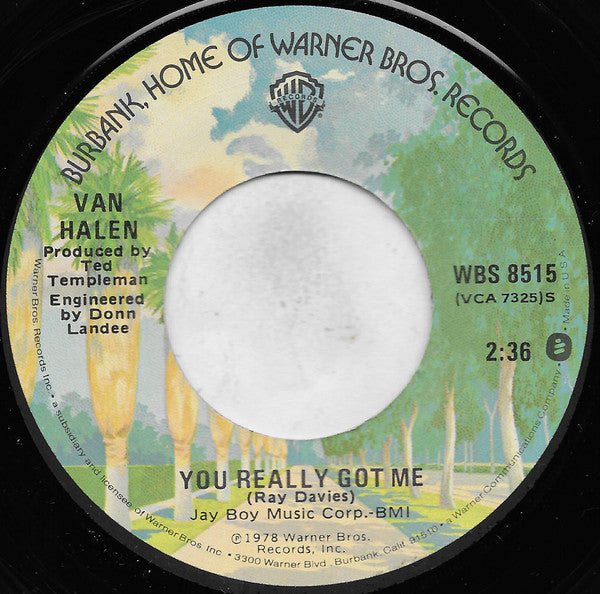 BURBANK, HOME OF WARNER BROS. RECORDS
RECORDS
VAN
HALEN
Produced by
Ted
Templeman
Engineered
by Donn
Landee
WBS 8515
(VCA 7325)S
2:36
YOU REALLY GOT ME
(Ray Davies)
Jay Boy Music Corp.-BMI
℗1978 Warner Bros.
Records, Inc.
Warner Bros. Records Inc. • a subsidiary and licensee of Warner Bros. Inc. • 3300 Warner Blvd., Burbank, Calif. 91510 • a Warner Communications Company • Made in U.S.A.